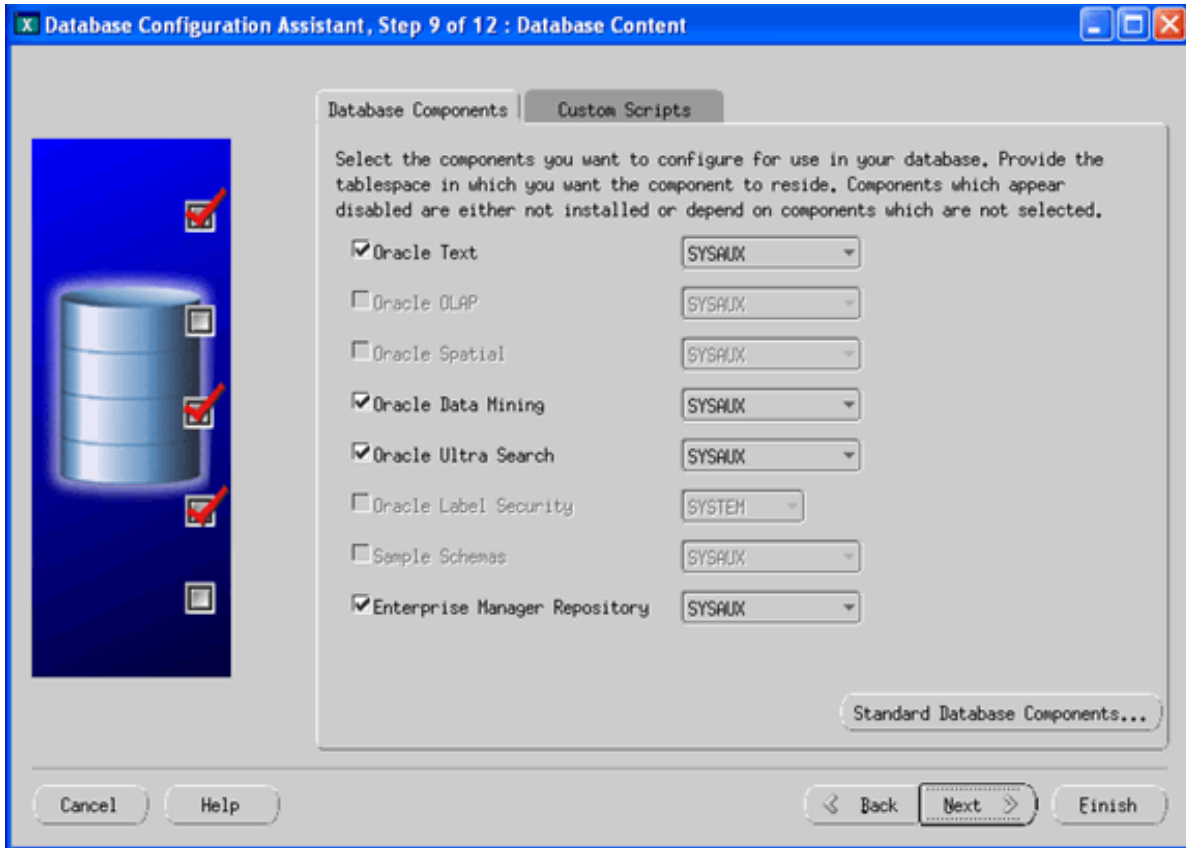 X Database Configuration Assistant, Step 9 of 12 : Database Content
Database Components
Custom Scripts
Select the components you want to configure for use in your database. Provide the
tablespace in which you want the component to reside. Components which appear
disabled are either not installed or depend on components which are not selected.
Oracle Text SYSAUX
Oracle OLAP SYSAUX
Oracle Spatial SYSAUX
Oracle Data Mining SYSAUX
Oracle Ultra Search SYSAUX
Oracle Label Security SYSTEM
Sample Schemas SYSAUX
Enterprise Manager Repository SYSAUX
Standard Database Components...
Cancel Help Back Next Finish